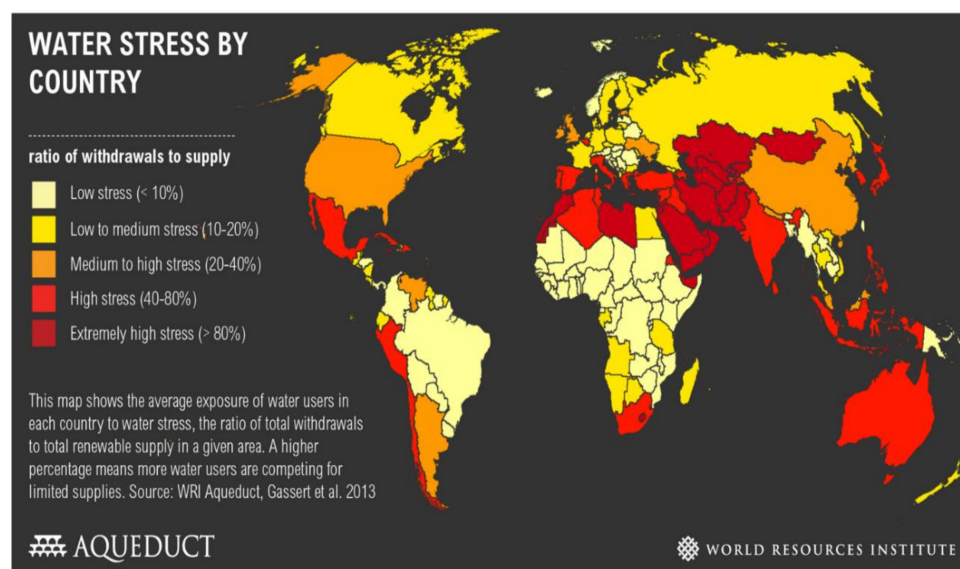 WATER STRESS BY
COUNTRY
ratio of withdrawals to supply
Low stress (< 10%)
Low to medium stress (10-20%)
Medium to high stress (20-40%)
High stress (40-80%)
Extremely high stress (> 80%)
This map shows the average exposure of water users in
each country to water stress, the ratio of total withdrawals
to total renewable supply in a given area. A higher
percentage means more water users are competing for
limited supplies. Source: WRI Aqueduct, Gassert et al. 2013
AQUEDUCT
WORLD RESOURCES INSTITUTE